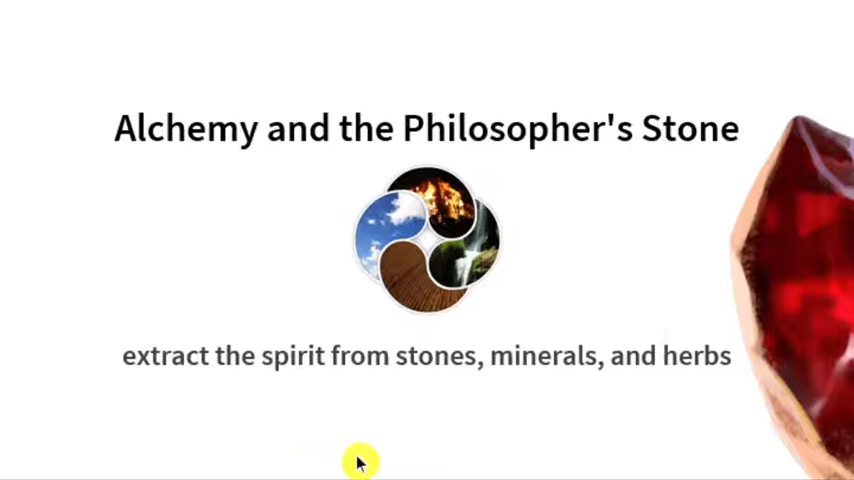 Alchemy and the Philosopher's Stone
extract the spirit from stones, minerals, and herbs